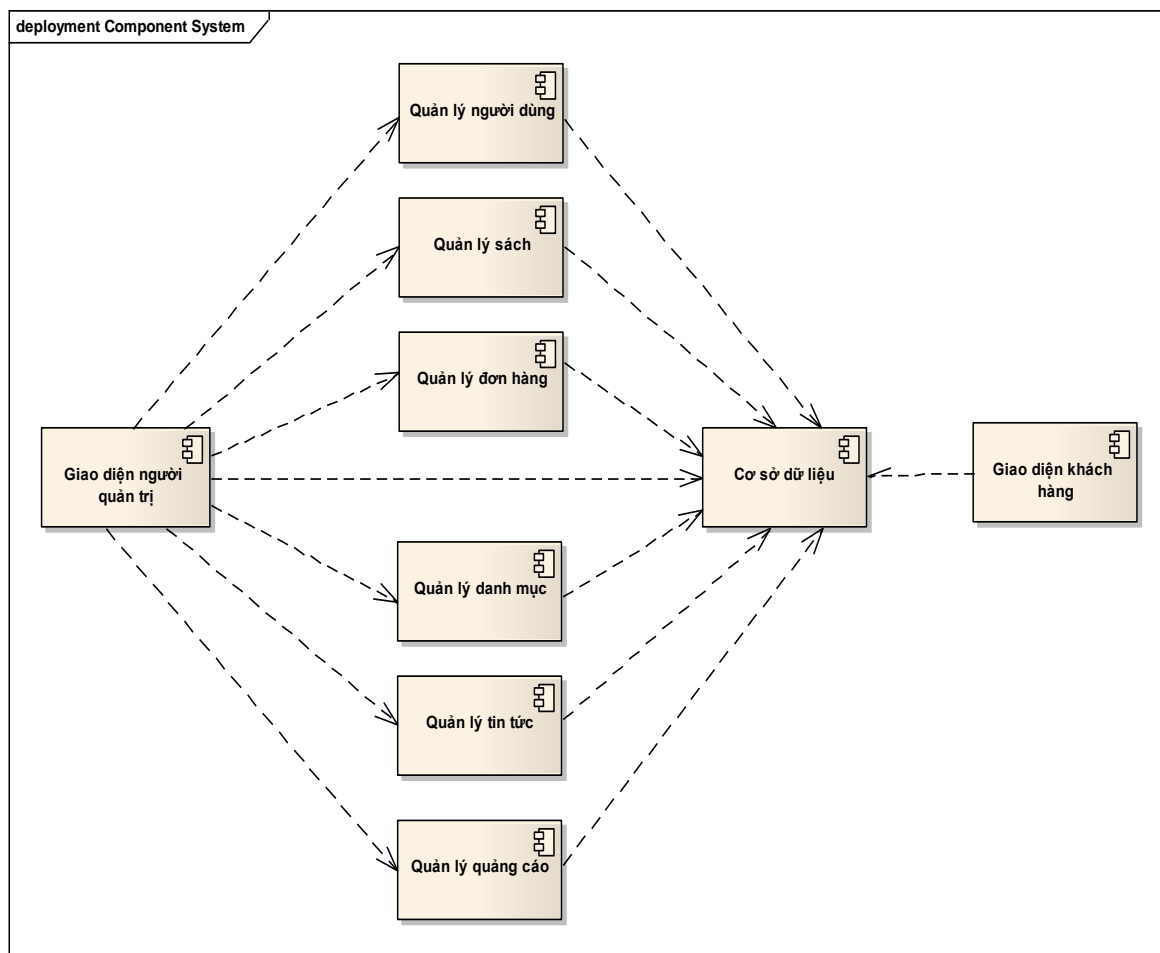 deployment Component System
Quản lý người dùng
Quản lý sách
Quản lý đơn hàng
Giao diện người
quản trị
Cơ sở dữ liệu
Giao diện khách
hàng
Quản lý danh mục
Quản lý tin tức
Quản lý quảng cáo